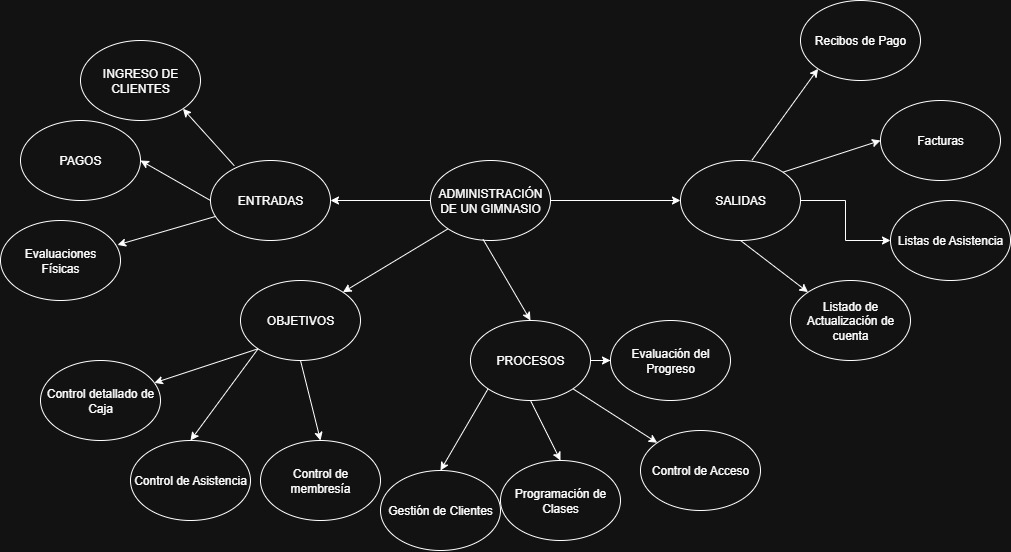 Recibos de Pago
INGRESO DE
CLIENTES
PAGOS
Facturas
ENTRADAS
ADMINISTRACIÓN
DE UN GIMNASIO
SALIDAS
Evaluaciones
Físicas
Listas de Asistencia
OBJETIVOS
Listado de
Actualización de
cuenta
PROCESOS
Evaluación del
Progreso
Control detallado de
Caja
Control de Asistencia
Control de
membresía
Control de Acceso
Gestión de Clientes
Programación de
Clases